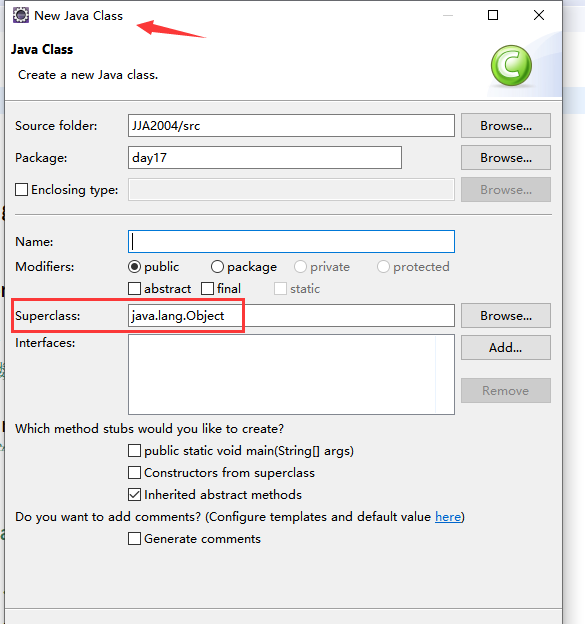 New Java Class
Java Class
Create a new Java class.
Source folder: JJA2004/src Browse...
Package: day17 Browse...
Enclosing type: Browse...
Name:
Modifiers: public package private protected
abstract final static
Superclass: java.lang.Object Browse...
Interfaces: Add...
Remove
Which method stubs would you like to create?
public static void main(String[] args)
Constructors from superclass
Inherited abstract methods
Do you want to add comments? (Configure templates and default value here)
Generate comments